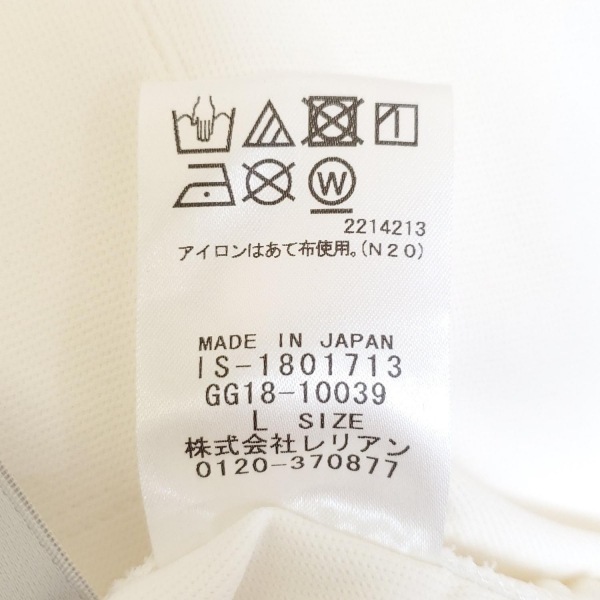 W
2214213
アイロンはあて布使用。(N20)
MADE IN JAPAN
IS-1801713
GG18-10039
L SIZE
株式会社レリアン
0120-370877